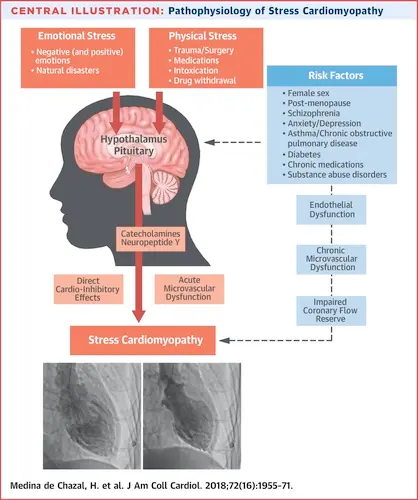 CENTRAL ILLUSTRATION: Pathophysiology of Stress Cardiomyopathy
Emotional Stress
• Negative (and positive)
emotions
• Natural disasters
Physical Stress
• Trauma/Surgery
• Medications
• Intoxication
• Drug withdrawal
Risk Factors
• Female sex
• Post-menopause
• Schizophrenia
• Anxiety/Depression
• Asthma/Chronic obstructive
pulmonary disease
• Diabetes
• Chronic medications
• Substance abuse disorders
Hypothalamus
Pituitary
Endothelial
Dysfunction
Catecholamines
Neuropeptide Y
Chronic
Microvascular
Dysfunction
Direct
Cardio-Inhibitory
Effects
Acute
Microvascular
Dysfunction
Impaired
Coronary Flow
Reserve
Stress Cardiomyopathy
Medina de Chazal, H. et al. J Am Coll Cardiol. 2018;72(16):1955–71.